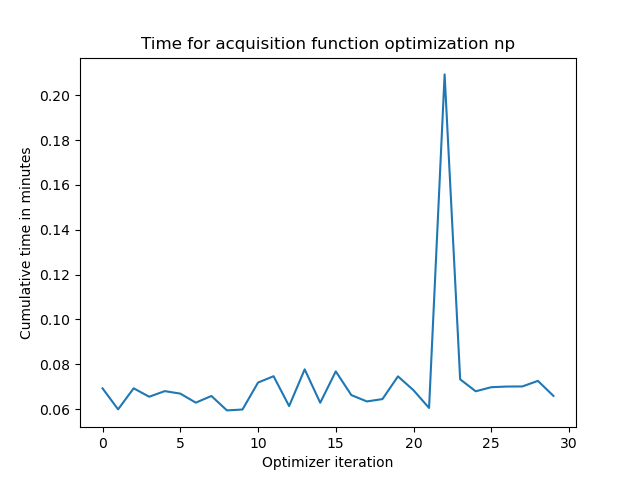 Time for acquisition function optimization np
Cumulative time in minutes
0.20
0.18
0.16
0.14
0.12
0.10
0.08
0.06
0 5 10 15 20 25 30
Optimizer iteration